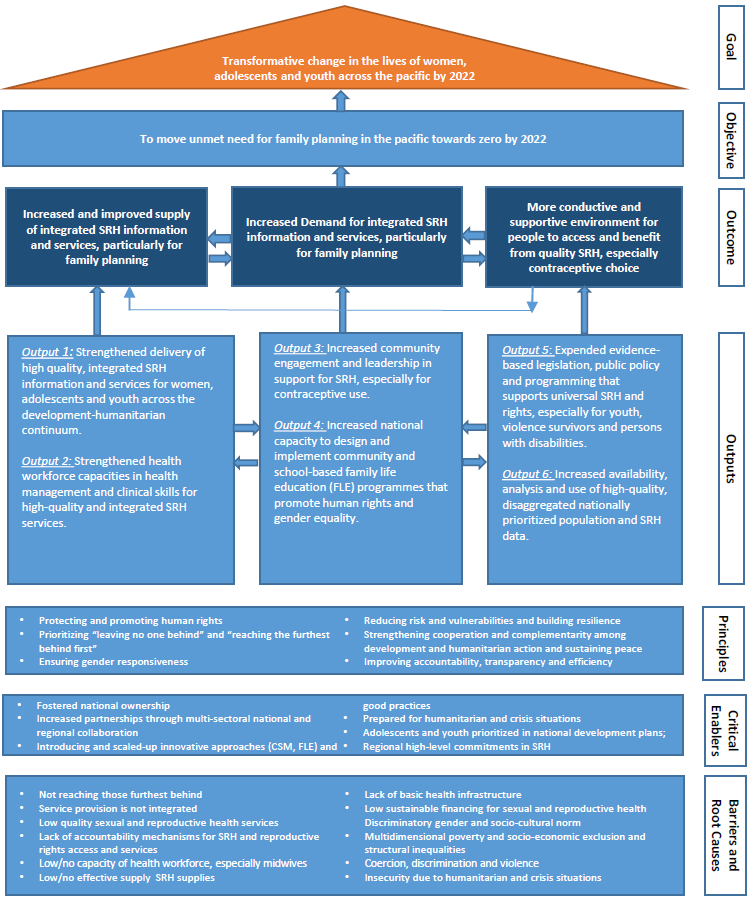 Transformative change in the lives of women,
adolescents and youth across the pacific by 2022
Goal
To move unmet need for family planning in the pacific towards zero by 2022
Objective
Increased and improved supply
of integrated SRH information
and services, particularly for
family planning
Increased Demand for integrated SRH
information and services, particularly
for family planning
More conductive and
supportive environment for
people to access and benefit
from quality SRH, especially
contraceptive choice
Outcome
Output 1: Strengthened delivery of
high quality, integrated SRH
information and services for women,
adolescents and youth across the
development-humanitarian
continuum.
Output 2: Strengthened health
workforce capacities in health
management and clinical skills for
high-quality and integrated SRH
services.
Output 3: Increased community
engagement and leadership in
support for SRH, especially for
contraceptive use.
Output 4: Increased national
capacity to design and
implement community and
school-based family life
education (FLE) programmes that
promote human rights and
gender equality.
Output 5: Expended evidence-
based legislation, public policy
and programming that
supports universal SRH and
rights, especially for youth,
violence survivors and persons
with disabilities.
Output 6: Increased availability,
analysis and use of high-quality,
disaggregated nationally
prioritized population and SRH
data.
Outputs
• Protecting and promoting human rights
• Prioritizing “leaving no one behind” and “reaching the furthest
behind first”
• Ensuring gender responsiveness
• Reducing risk and vulnerabilities and building resilience
• Strengthening cooperation and complementarity among
development and humanitarian action and sustaining peace
• Improving accountability, transparency and efficiency
Principles
• Fostered national ownership
• Increased partnerships through multi-sectoral national and
regional collaboration
• Introducing and scaled-up innovative approaches (CSM, FLE) and
good practices
• Prepared for humanitarian and crisis situations
• Adolescents and youth prioritized in national development plans;
• Regional high-level commitments in SRH
Critical
Enablers
• Not reaching those furthest behind
• Service provision is not integrated
• Low quality sexual and reproductive health services
• Lack of accountability mechanisms for SRH and reproductive
rights access and services
• Low/no capacity of health workforce, especially midwives
• Low/no effective supply SRH supplies
• Lack of basic health infrastructure
• Low sustainable financing for sexual and reproductive health
Discriminatory gender and socio-cultural norm
• Multidimensional poverty and socio-economic exclusion and
structural inequalities
• Coercion, discrimination and violence
• Insecurity due to humanitarian and crisis situations
Barriers and
Root Causes